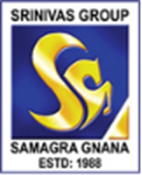 SRINIVAS GROUP
SAMAGRA GNANA
ESTD: 1988